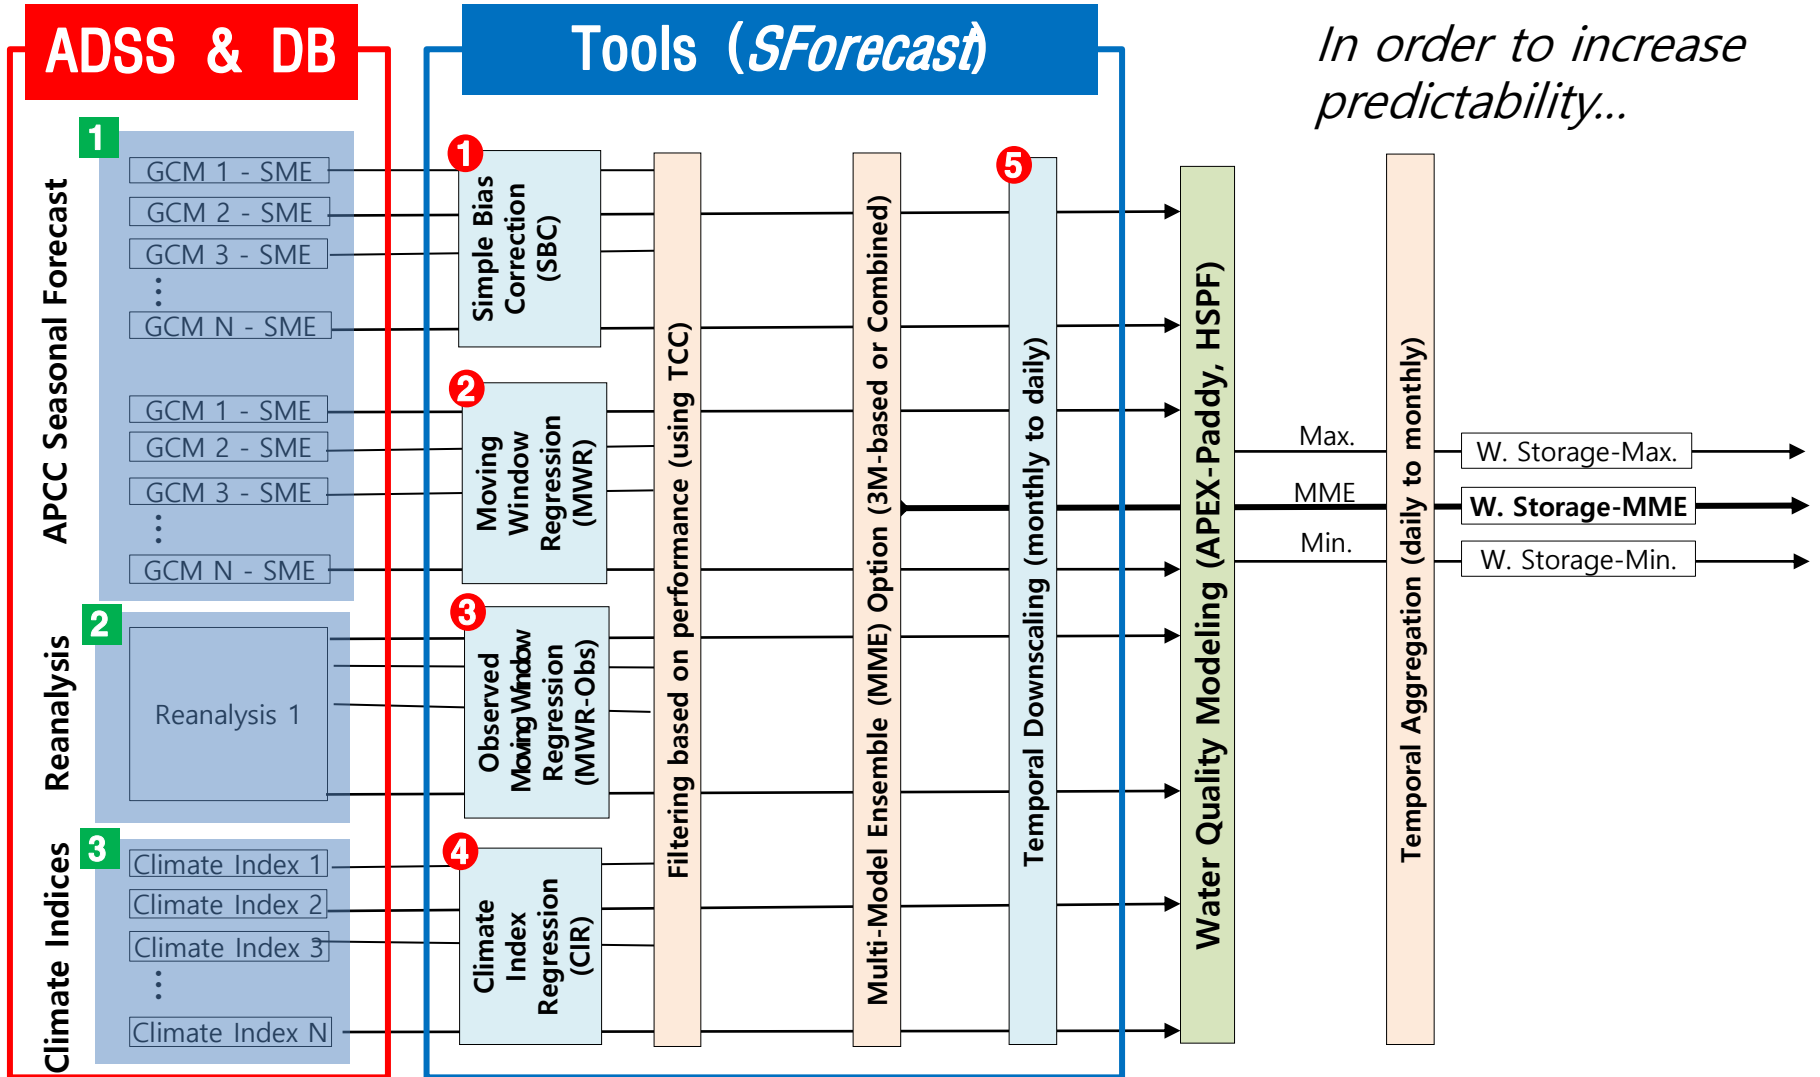 ADSS & DB
Tools (SForecast)
In order to increase
predictability...
APCC Seasonal Forecast
1
GCM 1 - SME
GCM 2 - SME
GCM 3 - SME
⋮
GCM N - SME
GCM 1 - SME
GCM 2 - SME
GCM 3 - SME
⋮
GCM N - SME
Reanalysis
2
Reanalysis 1
Climate Indices
3
Climate Index 1
Climate Index 2
Climate Index 3
⋮
Climate Index N
1
Simple Bias
Correction
(SBC)
2
Moving
Window
Regression
(MWR)
3
Observed
Moving Window
Regression
(MWR-Obs)
4
Climate
Index
Regression
(CIR)
Filtering based on performance (using TCC)
Multi-Model Ensemble (MME) Option (3M-based or Combined)
5
Temporal Downscaling (monthly to daily)
Water Quality Modeling (APEX-Paddy, HSPF)
Max.
MME
Min.
Temporal Aggregation (daily to monthly)
W. Storage-Max.
W. Storage-MME
W. Storage-Min.